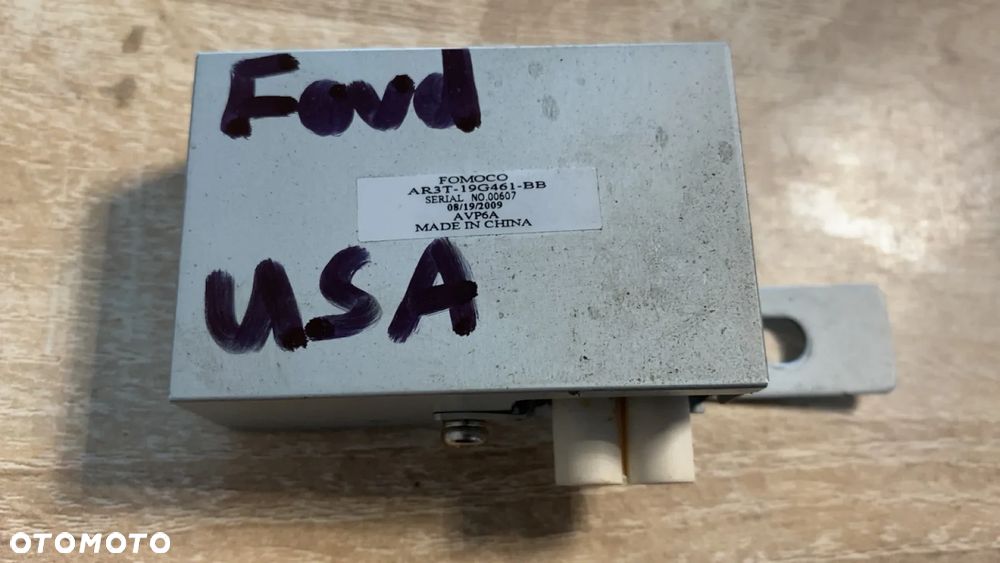 Ford
FOMOCO
AR3T-19G461-BB
SERIAL NO.00607
08/19/2009
AVP6A
MADE IN CHINA
USA
OTOMOTO